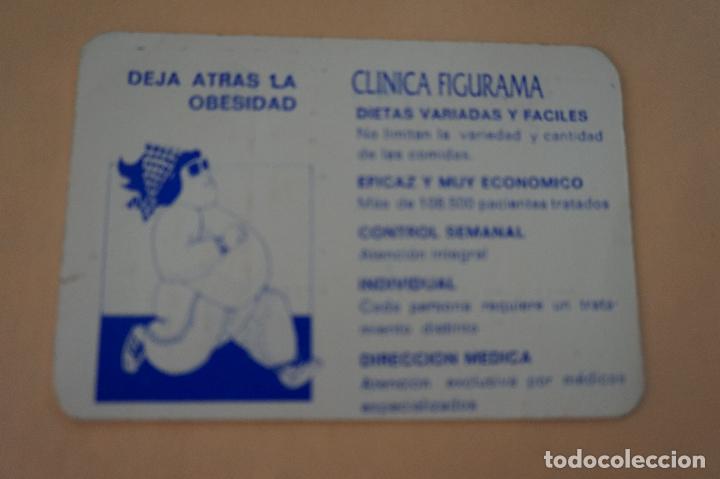 DEJA ATRAS LA
OBESIDAD
CLINICA FIGURAMA
DIETAS VARIADAS Y FACILES
No limitan la variedad y cantidad
de las comidas.
EFICAZ Y MUY ECONOMICO
Más de 108.500 pacientes tratados
CONTROL SEMANAL
Atención integral
INDIVIDUAL
Cada persona requiere un trata-
miento distinto
DIRECCION MEDICA
Atención exclusiva por médicos
especializados
todocoleccion